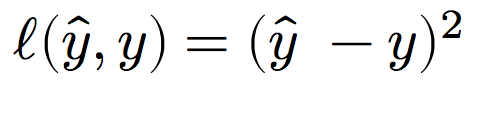 ℓ(ŷ, y) = (ŷ − y)²